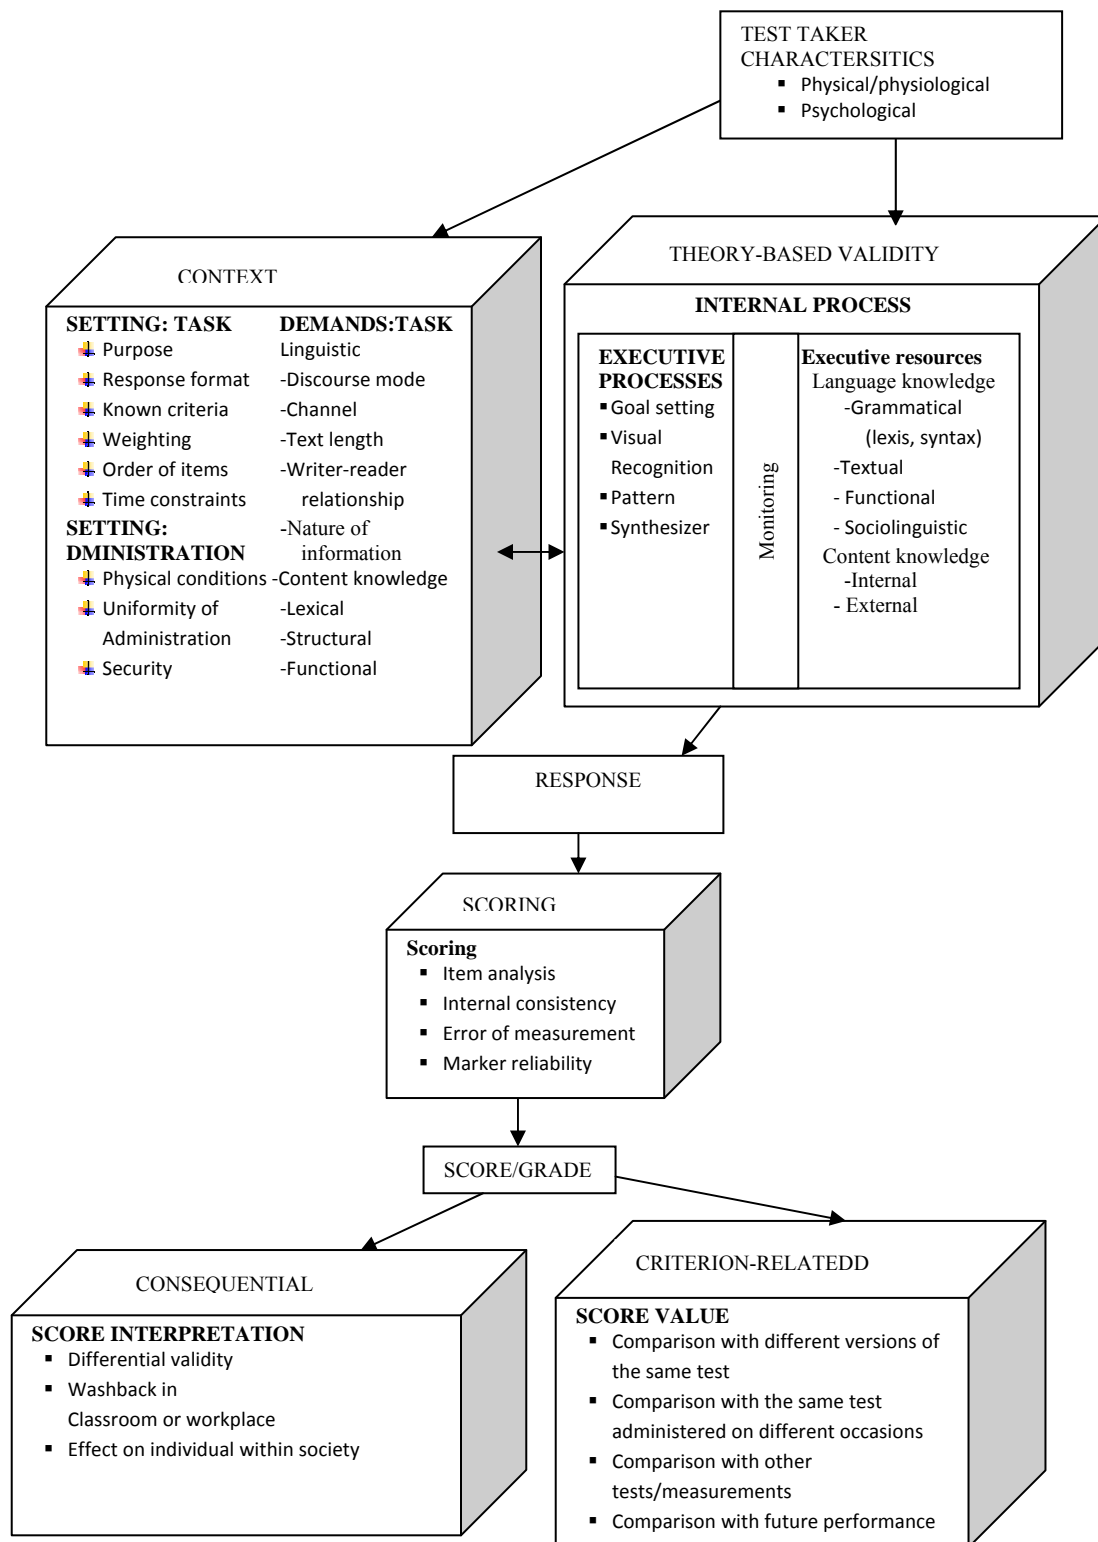 TEST TAKER
CHARACTERSITICS
▪ Physical/physiological
▪ Psychological
CONTEXT
SETTING: TASK
Purpose
Response format
Known criteria
Weighting
Order of items
Time constraints
SETTING:
DMINISTRATION
Physical conditions
Uniformity of
Administration
Security
DEMANDS:TASK
Linguistic
-Discourse mode
-Channel
-Text length
-Writer-reader
relationship
-Nature of
information
-Content knowledge
-Lexical
-Structural
-Functional
THEORY-BASED VALIDITY
INTERNAL PROCESS
EXECUTIVE
PROCESSES
▪ Goal setting
▪ Visual
Recognition
▪ Pattern
▪ Synthesizer
Monitoring
Executive resources
Language knowledge
-Grammatical
(lexis, syntax)
-Textual
- Functional
- Sociolinguistic
Content knowledge
-Internal
- External
RESPONSE
SCORING
Scoring
▪ Item analysis
▪ Internal consistency
▪ Error of measurement
▪ Marker reliability
SCORE/GRADE
CONSEQUENTIAL
SCORE INTERPRETATION
▪ Differential validity
▪ Washback in
Classroom or workplace
▪ Effect on individual within society
CRITERION-RELATEDD
SCORE VALUE
▪ Comparison with different versions of
the same test
▪ Comparison with the same test
administered on different occasions
▪ Comparison with other
tests/measurements
▪ Comparison with future performance